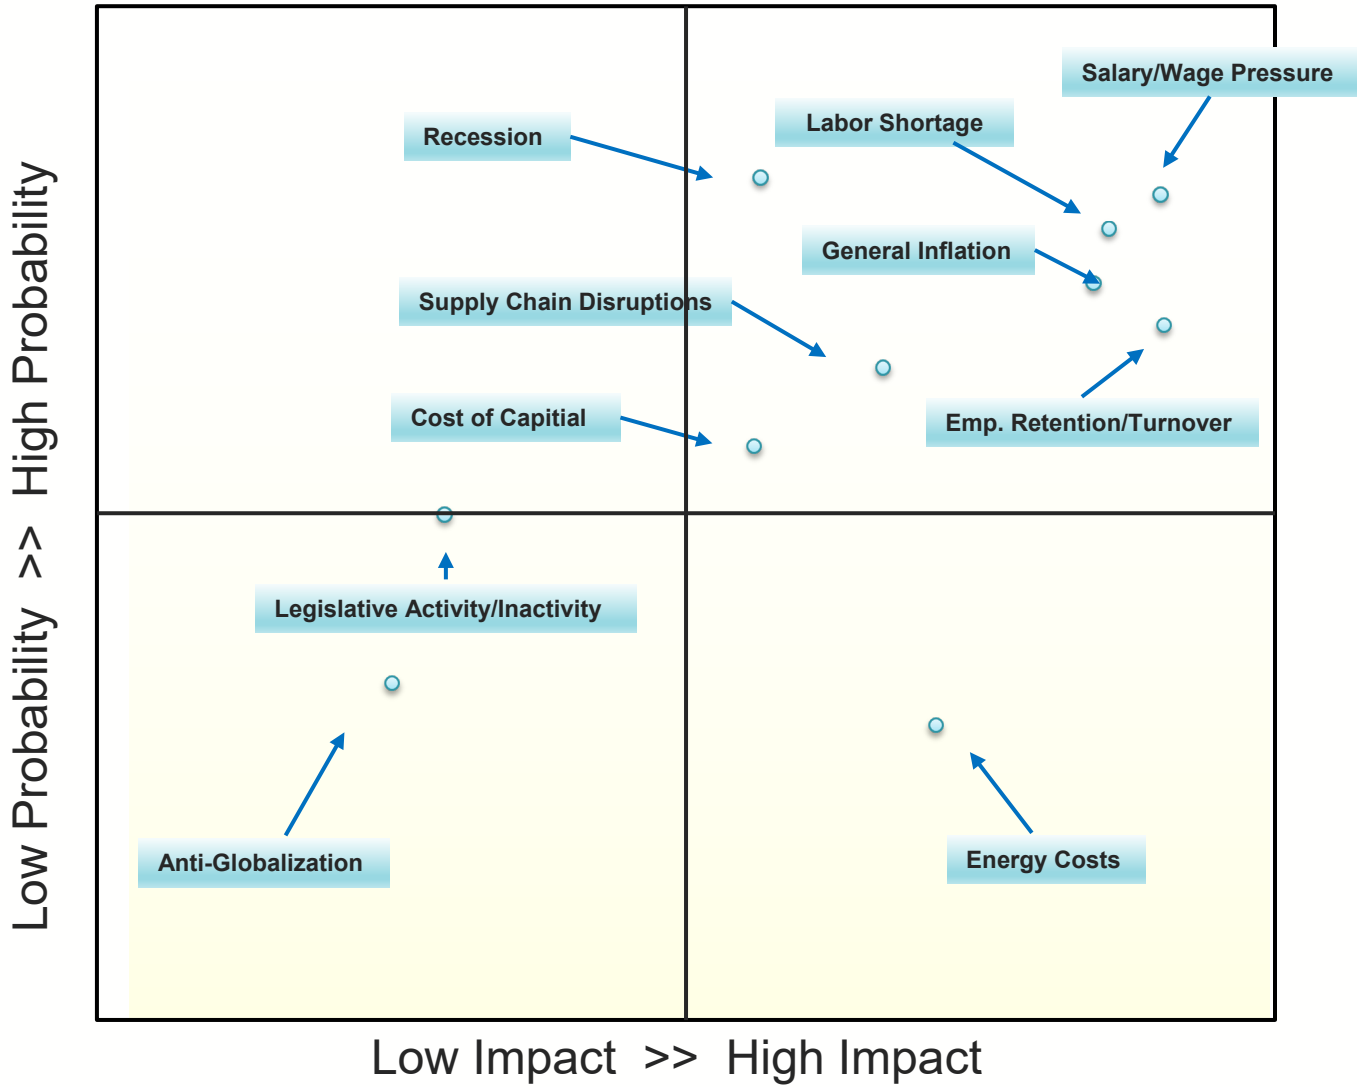 Salary/Wage Pressure
Labor Shortage
Recession
General Inflation
Supply Chain Disruptions
Cost of Capitial
Emp. Retention/Turnover
Legislative Activity/Inactivity
Anti-Globalization
Energy Costs
Low Probability >> High Probability
Low Impact >> High Impact